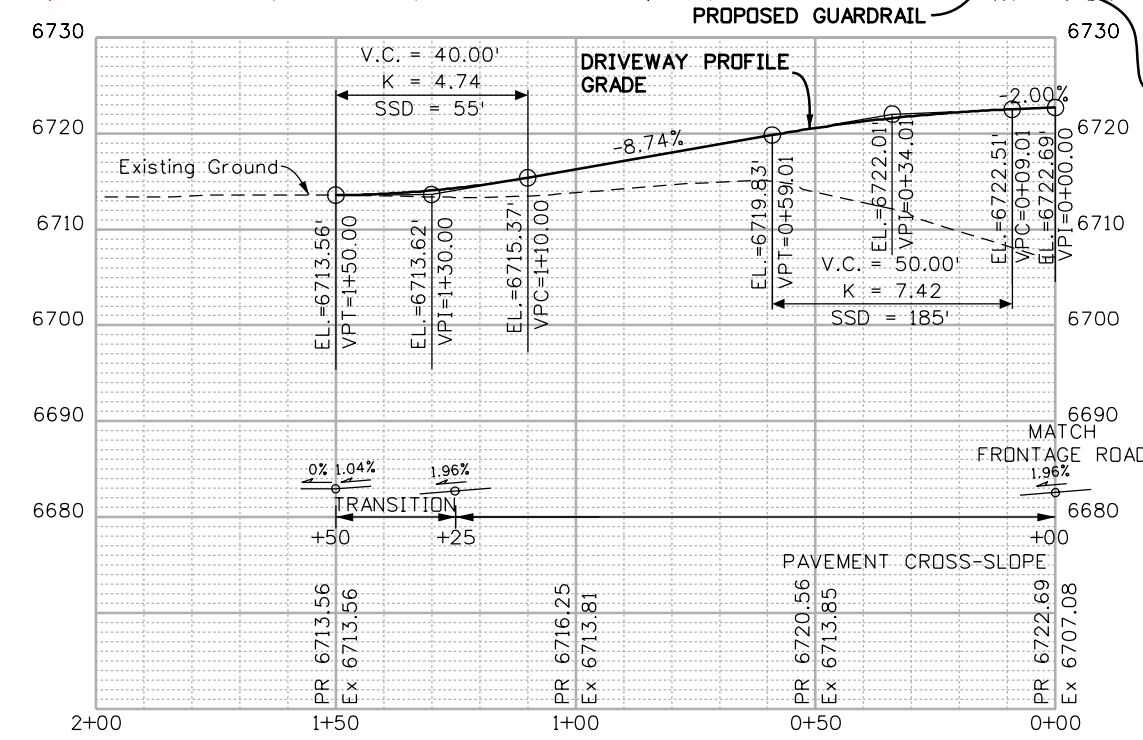 PROPOSED GUARDRAIL
6730
6730
V.C. = 40.00'
K = 4.74
SSD = 55'
DRIVEWAY PROFILE
GRADE
-2.00%
6720
6720
-8.74%
Existing Ground
6710
6710
EL.=6713.56'
VPT=1+50.00
EL.=6713.62'
VPI=1+30.00
EL.=6715.37'
VPC=1+10.00
EL.=6719.83'
VPT=0+59.01
EL.=6722.01'
VPI=0+34.01
EL.=6722.51'
VPC=0+09.01
EL.=6722.69'
VPI=0+00.00
V.C. = 50.00'
K = 7.42
SSD = 185'
6700
6700
6690
6690
MATCH
FRONTAGE ROAD
0% 1.04%
1.96%
1.96%
TRANSITION
6680
6680
+50
+25
+00
PAVEMENT CROSS-SLOPE
PR 6713.56
Ex 6713.56
PR 6716.25
Ex 6713.81
PR 6720.56
Ex 6713.85
PR 6722.69
Ex 6707.08
2+00
1+50
1+00
0+50
0+00